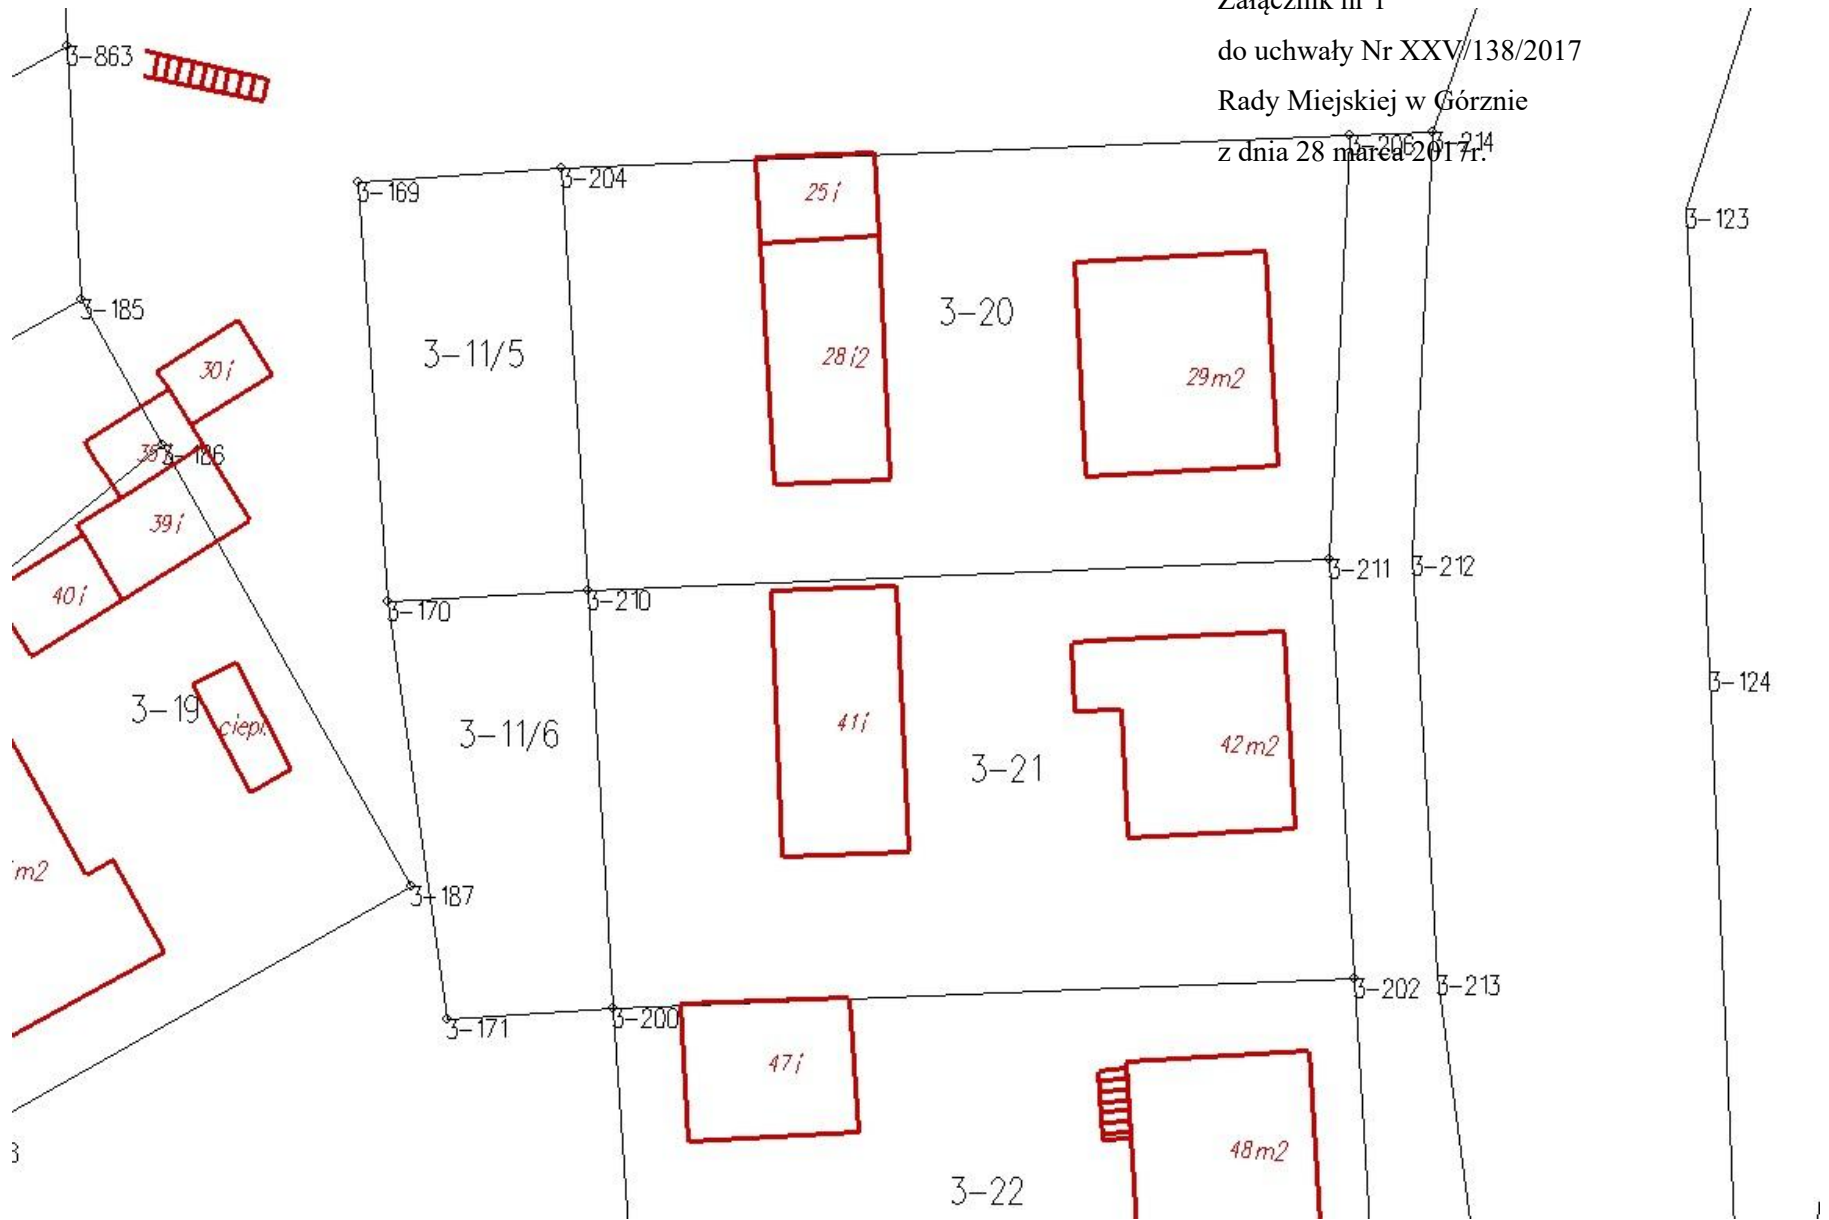 Załącznik nr 1
do uchwały Nr XXV/138/2017
Rady Miejskiej w Górznie
z dnia 28 marca 2017r.
3-863
3-206
3-214
3-169
3-204
25i
3-123
3-185
3-20
30i
3-11/5
28i2
29m2
3-186
39i
3-211
3-212
40i
3-170
3-210
3-124
3-19
ciepl.
3-11/6
41i
42m2
3-21
m2
3-187
3-202
3-213
3-171
3-200
47i
48m2
3-22